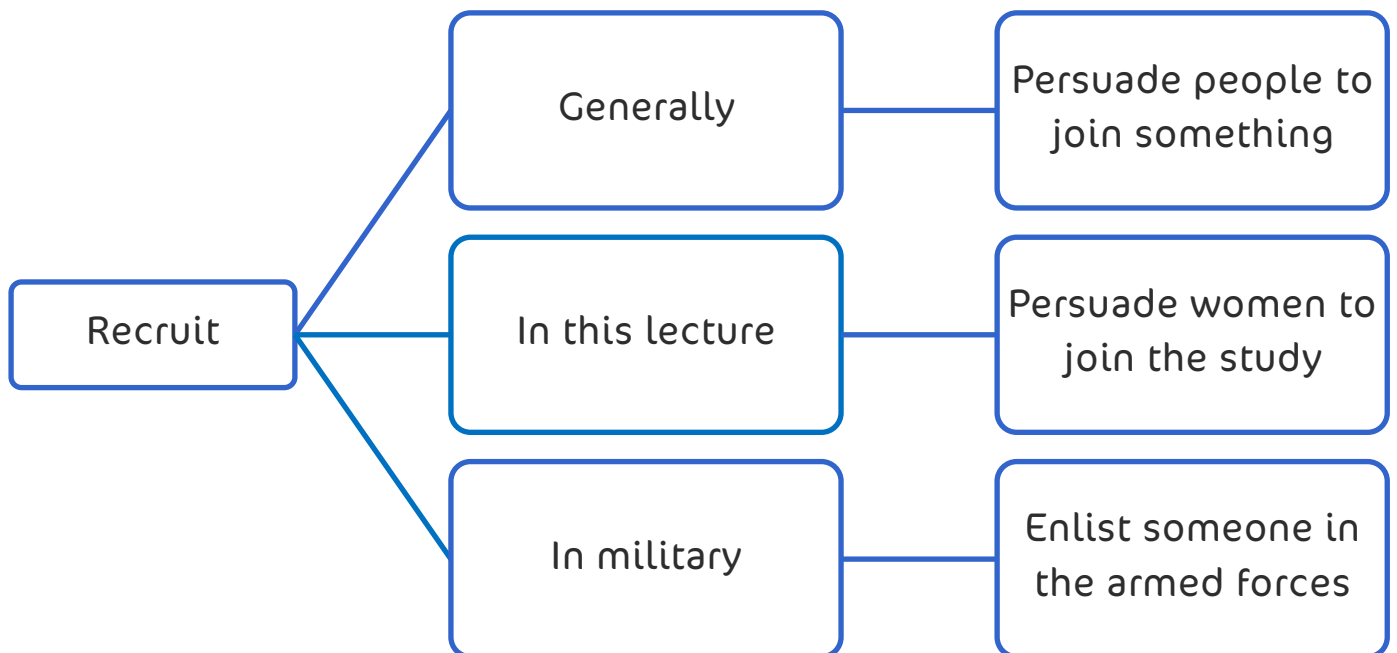 Recruit
Generally
Persuade people to
join something
In this lecture
Persuade women to
join the study
In military
Enlist someone in
the armed forces